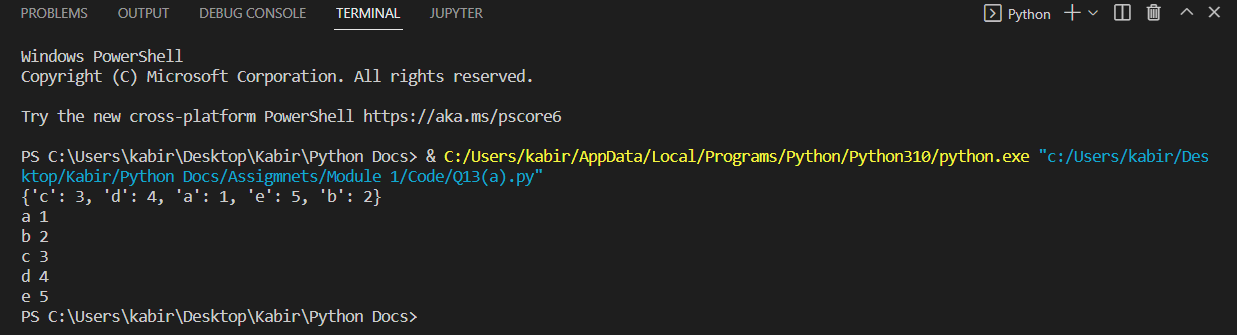 PROBLEMS OUTPUT DEBUG CONSOLE TERMINAL JUPYTER Python
Windows PowerShell
Copyright (C) Microsoft Corporation. All rights reserved.
Try the new cross-platform PowerShell https://aka.ms/pscore6
PS C:\Users\kabir\Desktop\Kabir\Python Docs> & C:/Users/kabir/AppData/Local/Programs/Python/Python310/python.exe "c:/Users/kabir/Des
ktop/Kabir/Python Docs/Assigmnets/Module 1/Code/Q13(a).py"
{'c': 3, 'd': 4, 'a': 1, 'e': 5, 'b': 2}
a 1
b 2
c 3
d 4
e 5
PS C:\Users\kabir\Desktop\Kabir\Python Docs>